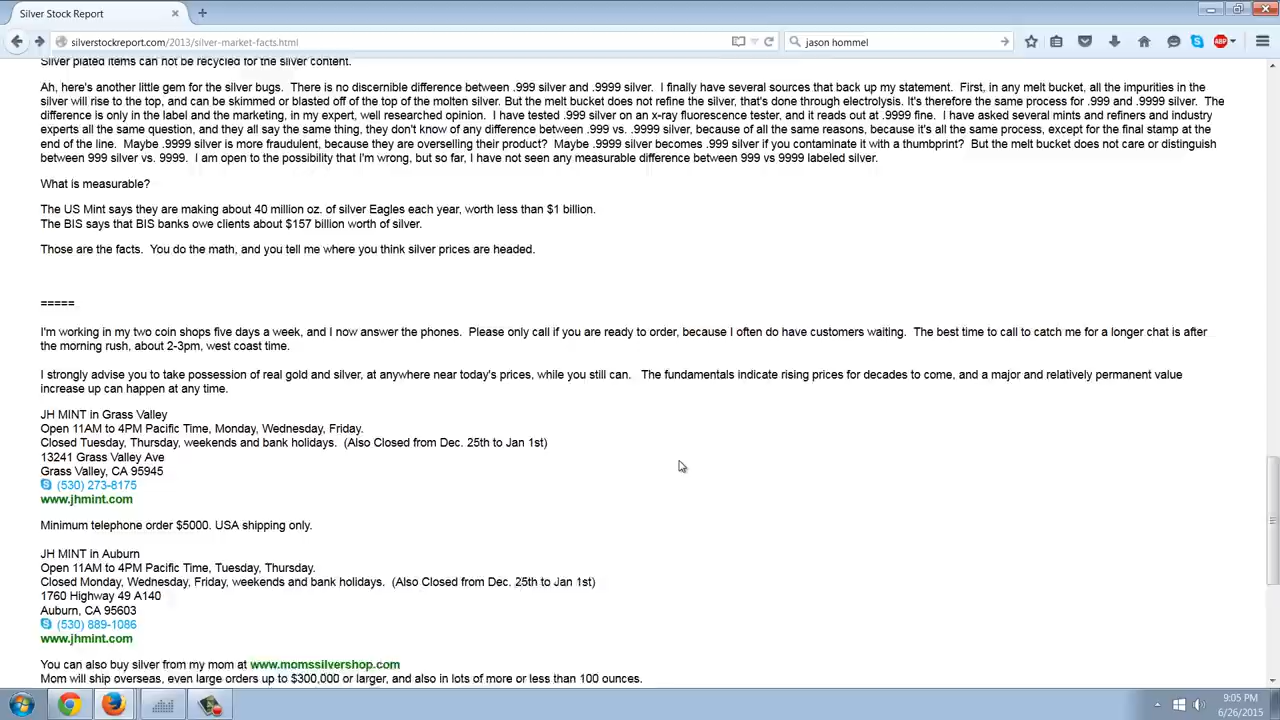 Silver Stock Report
silverstockreport.com/2013/silver-market-facts.html
jason hommel
ABP
Silver plated items can not be recycled for the silver content.
Ah, here's another little gem for the silver bugs. There is no discernible difference between .999 silver and .9999 silver. I finally have several sources that back up my statement. First, in any melt bucket, all the impurities in the
silver will rise to the top, and can be skimmed or blasted off of the top of the molten silver. But the melt bucket does not refine the silver, that's done through electrolysis. It's therefore the same process for .999 and .9999 silver. The
difference is only in the label and the marketing, in my expert, well researched opinion. I have tested .999 silver on an x-ray fluorescence tester, and it reads out at .9999 fine. I have asked several mints and refiners and industry
experts all the same question, and they all say the same thing, they don't know of any difference between .999 vs. .9999 silver, because of all the same reasons, because it's all the same process, except for the final stamp at the
end of the line. Maybe .9999 silver is more fraudulent, because they are overselling their product? Maybe .9999 silver becomes .999 silver if you contaminate it with a thumbprint? But the melt bucket does not care or distinguish
between 999 silver vs. 9999. I am open to the possibility that I'm wrong, but so far, I have not seen any measurable difference between 999 vs 9999 labeled silver.
What is measurable?
The US Mint says they are making about 40 million oz. of silver Eagles each year, worth less than $1 billion.
The BIS says that BIS banks owe clients about $157 billion worth of silver.
Those are the facts. You do the math, and you tell me where you think silver prices are headed.
=====
I'm working in my two coin shops five days a week, and I now answer the phones. Please only call if you are ready to order, because I often do have customers waiting. The best time to call to catch me for a longer chat is after
the morning rush, about 2-3pm, west coast time.
I strongly advise you to take possession of real gold and silver, at anywhere near today's prices, while you still can. The fundamentals indicate rising prices for decades to come, and a major and relatively permanent value
increase up can happen at any time.
JH MINT in Grass Valley
Open 11AM to 4PM Pacific Time, Monday, Wednesday, Friday.
Closed Tuesday, Thursday, weekends and bank holidays. (Also Closed from Dec. 25th to Jan 1st)
13241 Grass Valley Ave
Grass Valley, CA 95945
(530) 273-8175
www.jhmint.com
Minimum telephone order $5000. USA shipping only.
JH MINT in Auburn
Open 11AM to 4PM Pacific Time, Tuesday, Thursday.
Closed Monday, Wednesday, Friday, weekends and bank holidays. (Also Closed from Dec. 25th to Jan 1st)
1760 Highway 49 A140
Auburn, CA 95603
(530) 889-1086
www.jhmint.com
You can also buy silver from my mom at www.momssilvershop.com
Mom will ship overseas, even large orders up to $300,000 or larger, and also in lots of more or less than 100 ounces.
9:05 PM
6/26/2015